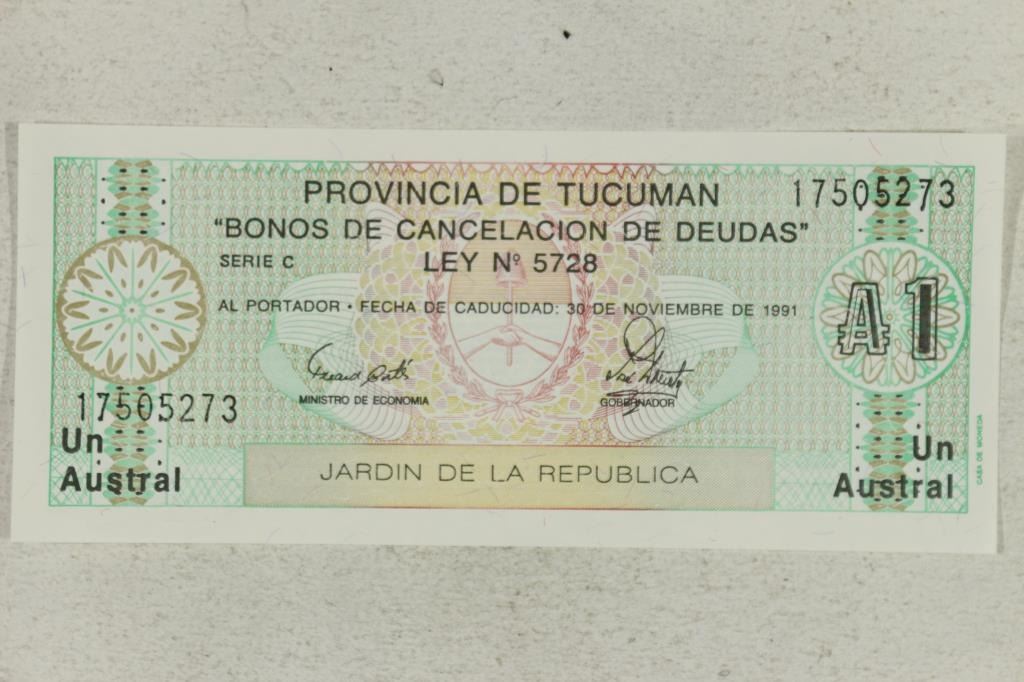 PROVINCIA DE TUCUMAN
17505273
"BONOS DE CANCELACION DE DEUDAS"
SERIE C
LEY Nº 5728
AL PORTADOR • FECHA DE CADUCIDAD: 30 DE NOVIEMBRE DE 1991
₳ 1
MINISTRO DE ECONOMIA
GOBERNADOR
17505273
Un
Austral
JARDIN DE LA REPUBLICA
Un
Austral
CASA DE MONEDA